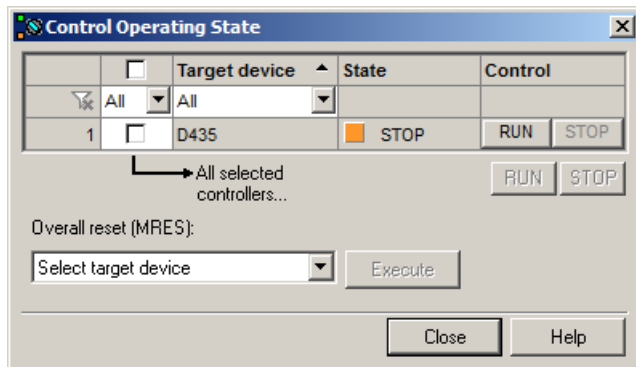 Control Operating State
Target device State Control
All All
1 D435 STOP RUN STOP
All selected RUN STOP
controllers...
Overall reset (MRES):
Select target device Execute
Close Help